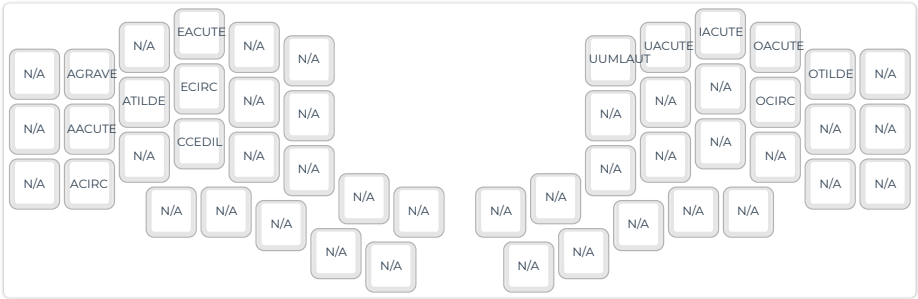 N/A AGRAVE N/A EACUTE N/A N/A UUMLAUT UACUTE IACUTE OACUTE OTILDE N/A
N/A AACUTE ATILDE ECIRC N/A N/A N/A N/A N/A OCIRC N/A N/A
N/A ACIRC N/A CCEDIL N/A N/A N/A N/A N/A N/A N/A N/A
N/A N/A N/A N/A N/A N/A N/A N/A N/A N/A
N/A N/A N/A N/A